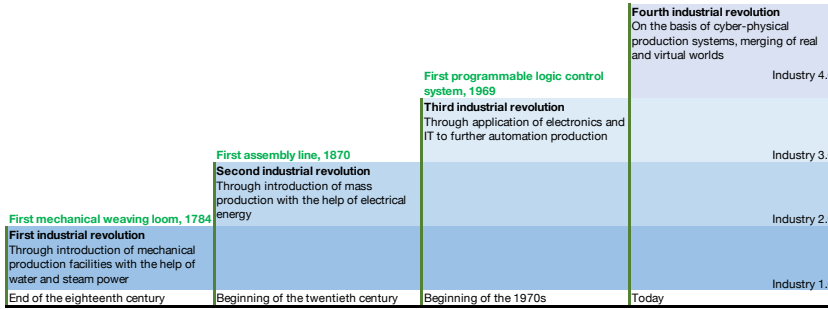 Fourth industrial revolution
On the basis of cyber-physical
production systems, merging of real
and virtual worlds
Industry 4.
First programmable logic control
system, 1969
Third industrial revolution
Through application of electronics and
IT to further automation production
Industry 3.
First assembly line, 1870
Second industrial revolution
Through introduction of mass
production with the help of electrical
energy
Industry 2.
First mechanical weaving loom, 1784
First industrial revolution
Through introduction of mechanical
production facilities with the help of
water and steam power
Industry 1.
End of the eighteenth century
Beginning of the twentieth century
Beginning of the 1970s
Today